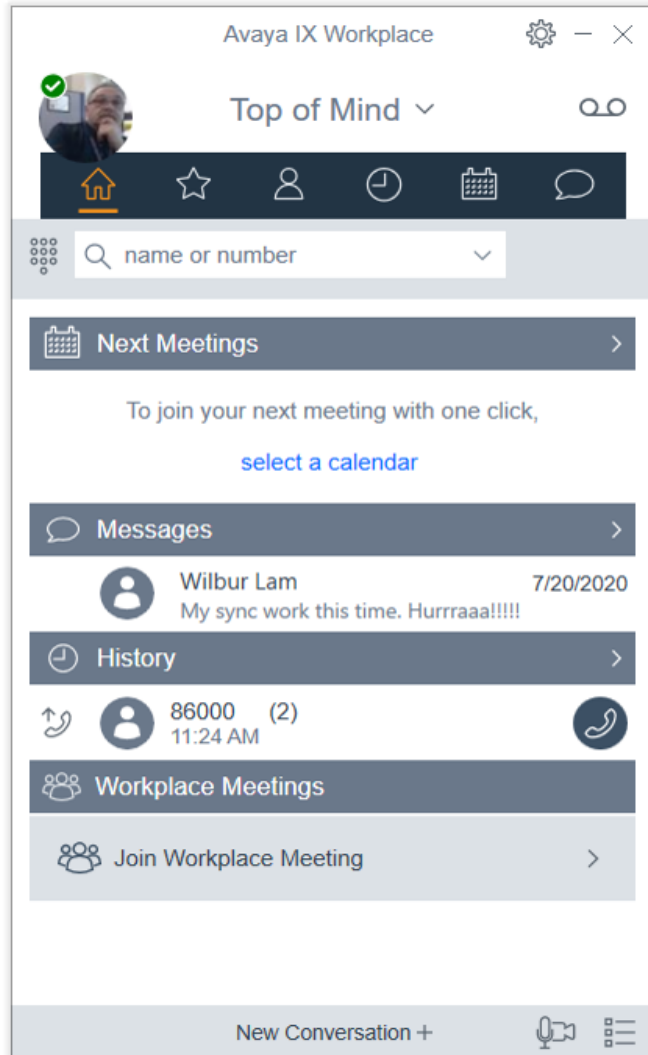 Avaya IX Workplace
Top of Mind
name or number
Next Meetings
To join your next meeting with one click,
select a calendar
Messages
Wilbur Lam 7/20/2020
My sync work this time. Hurrraaa!!!!!
History
86000 (2)
11:24 AM
Workplace Meetings
Join Workplace Meeting
New Conversation +